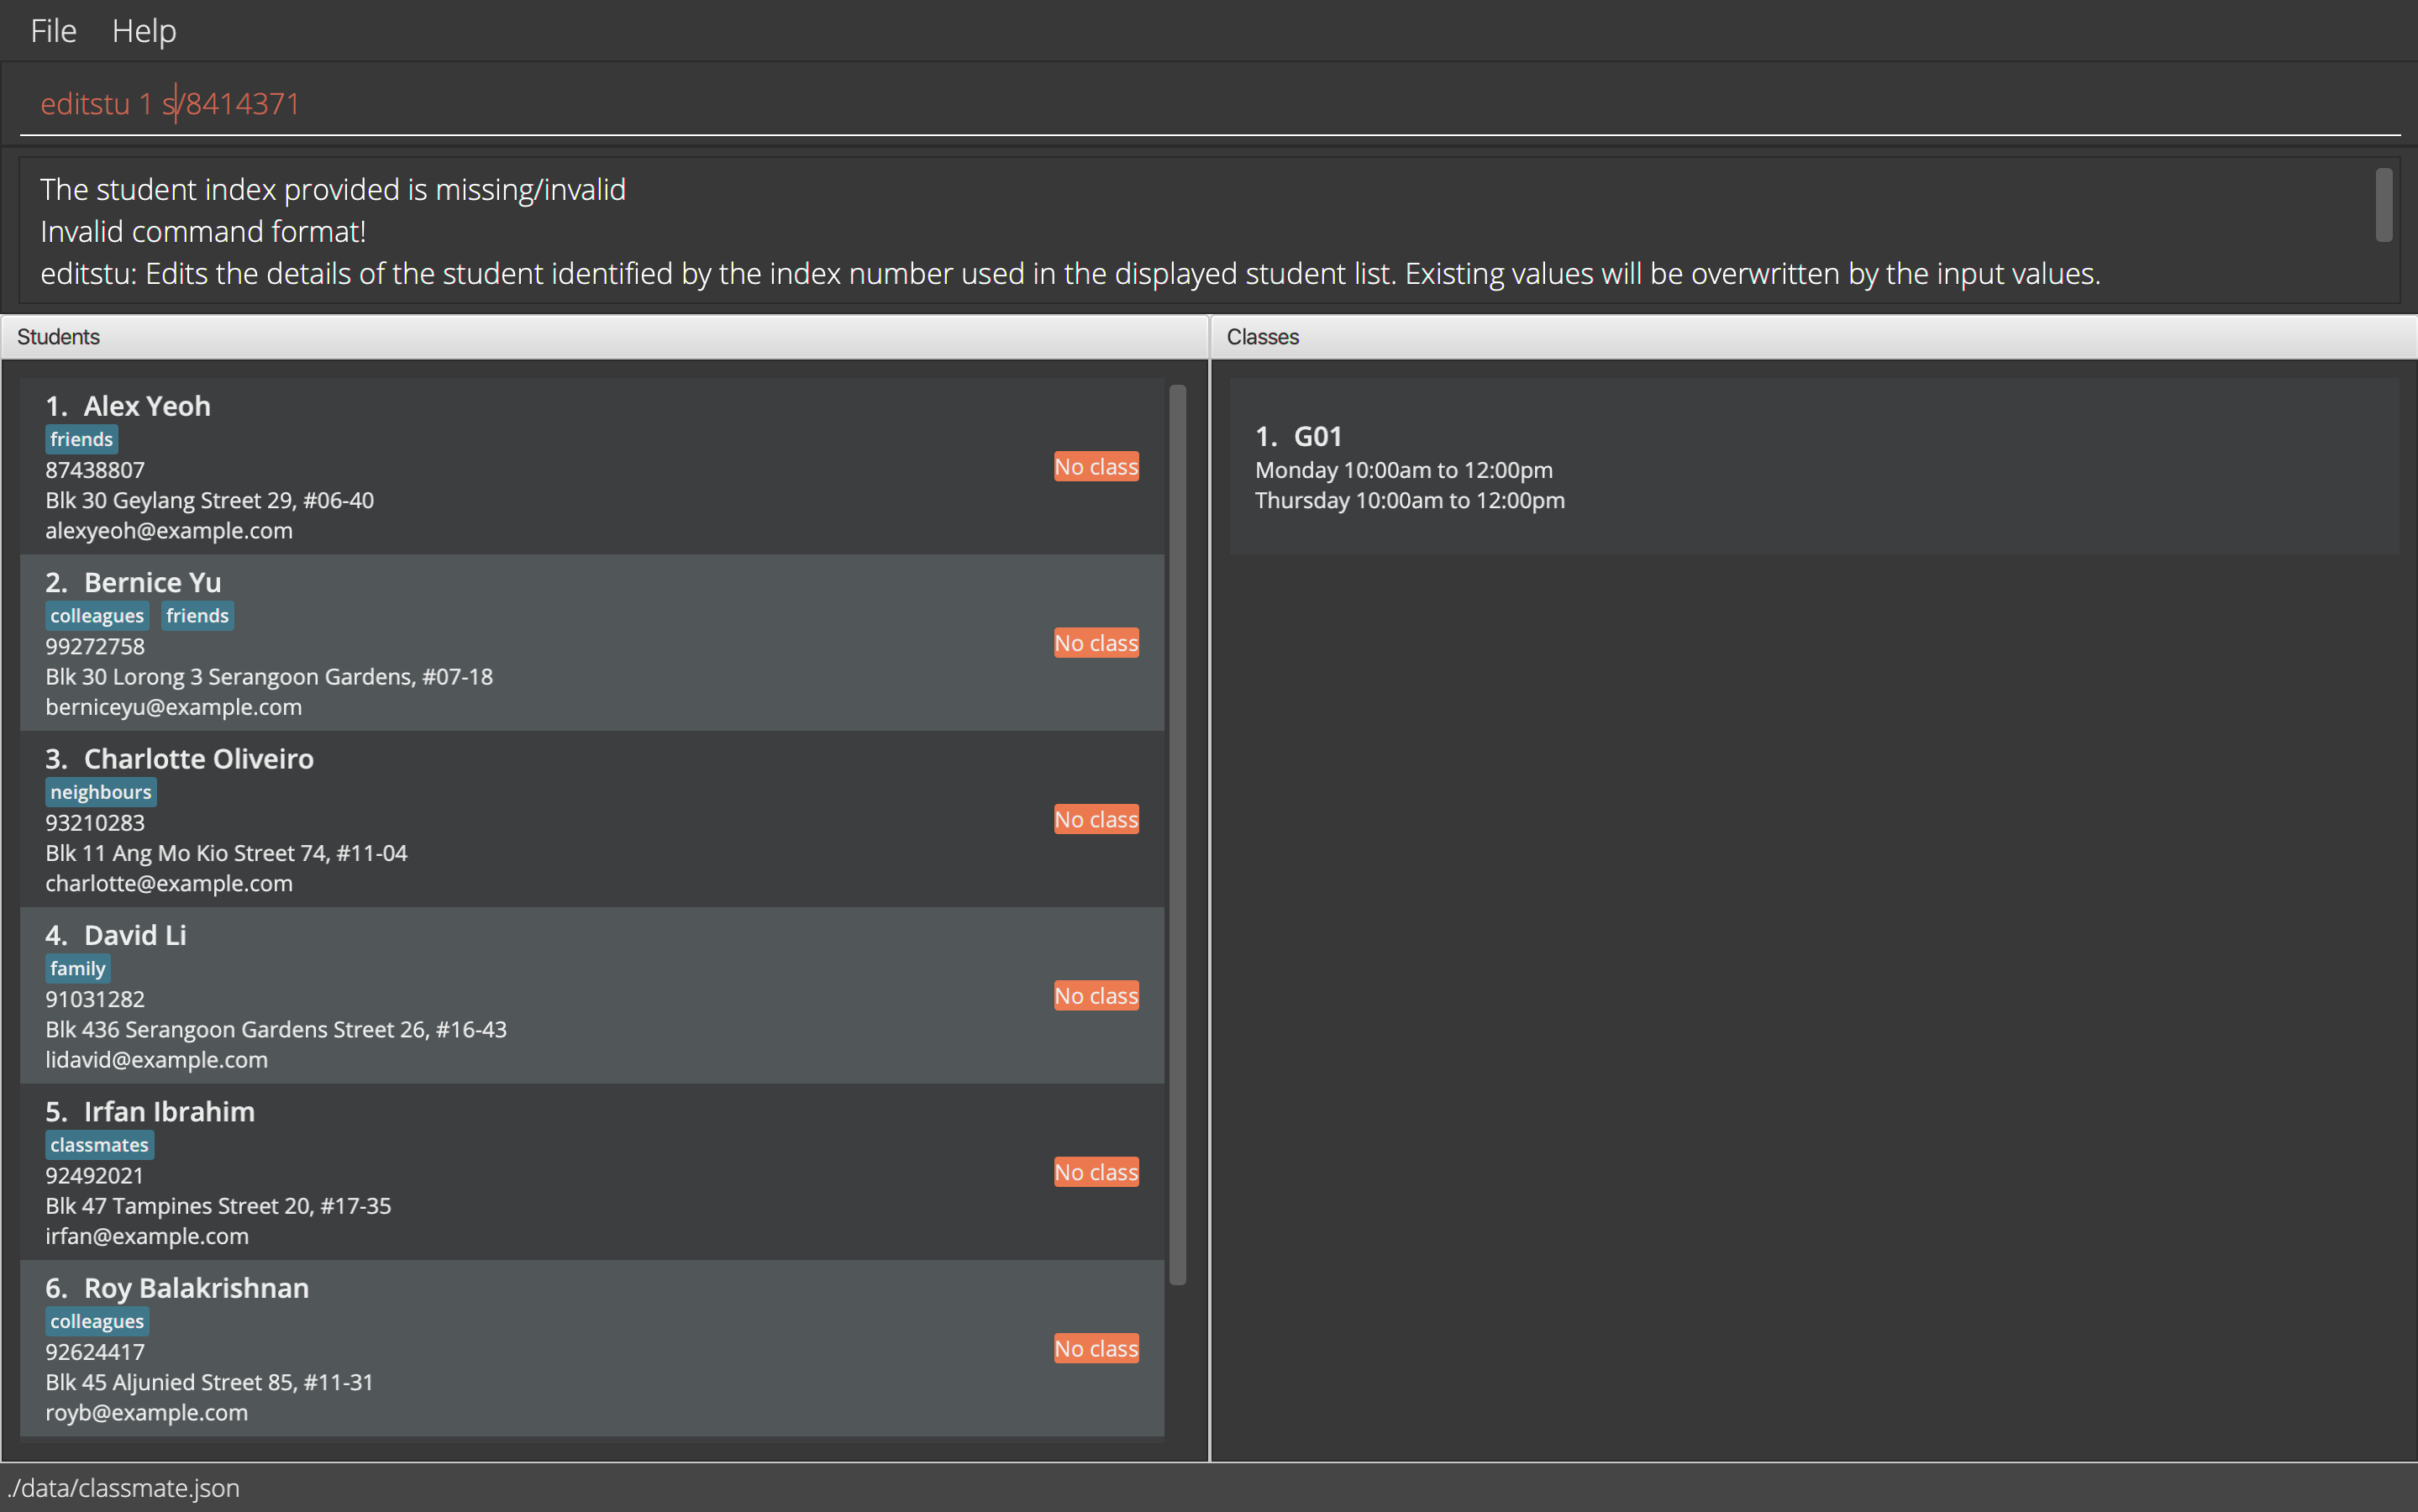 File Help
editstu 1 s/8414371
The student index provided is missing/invalid
Invalid command format!
editstu: Edits the details of the student identified by the index number used in the displayed student list. Existing values will be overwritten by the input values.
Students
1. Alex Yeoh
friends
87438807
No class
Blk 30 Geylang Street 29, #06-40
alexyeoh@example.com
2. Bernice Yu
colleagues friends
99272758
No class
Blk 30 Lorong 3 Serangoon Gardens, #07-18
berniceyu@example.com
3. Charlotte Oliveiro
neighbours
93210283
No class
Blk 11 Ang Mo Kio Street 74, #11-04
charlotte@example.com
4. David Li
family
91031282
No class
Blk 436 Serangoon Gardens Street 26, #16-43
lidavid@example.com
5. Irfan Ibrahim
classmates
92492021
No class
Blk 47 Tampines Street 20, #17-35
irfan@example.com
6. Roy Balakrishnan
colleagues
92624417
No class
Blk 45 Aljunied Street 85, #11-31
royb@example.com
Classes
1. G01
Monday 10:00am to 12:00pm
Thursday 10:00am to 12:00pm
./data/classmate.json